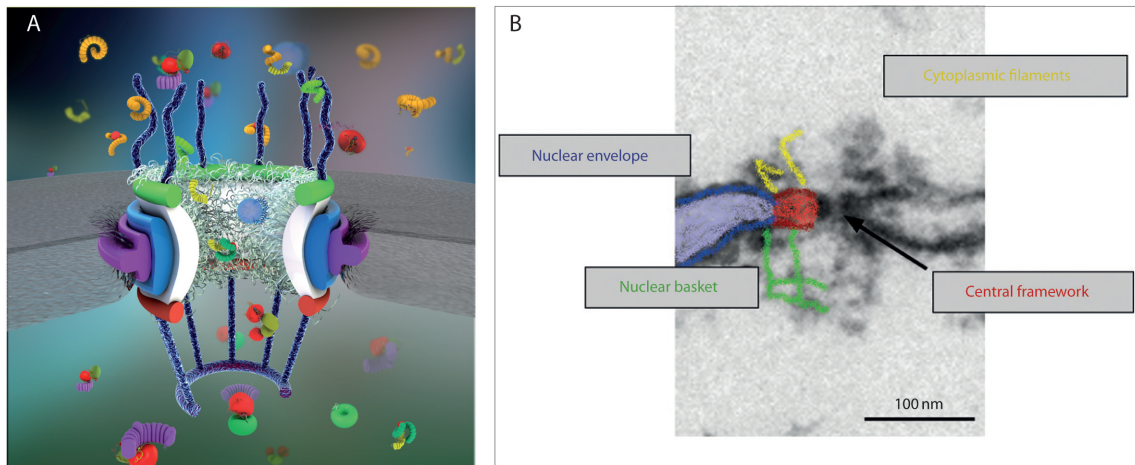 A
B
Cytoplasmic filaments
Nuclear envelope
Nuclear basket
Central framework
100 nm